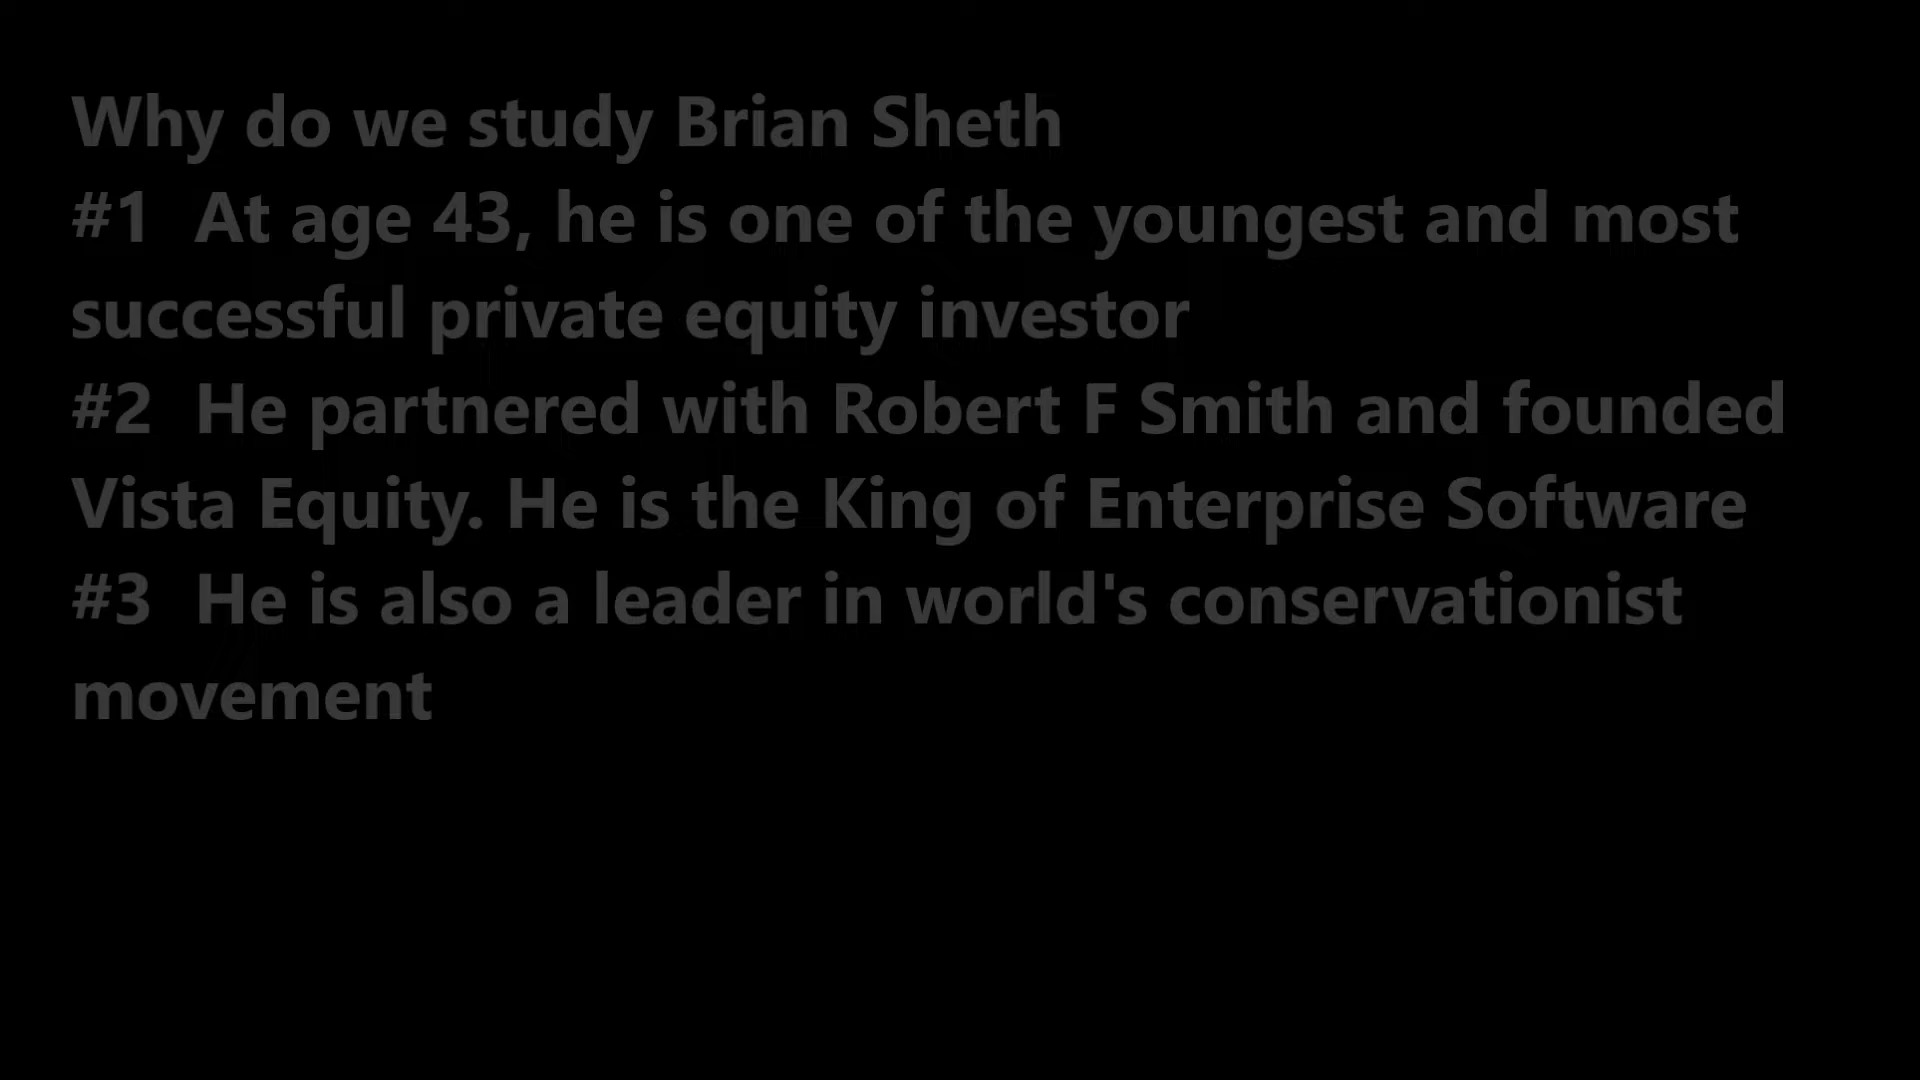 Why do we study Brian Sheth
#1  At age 43, he is one of the youngest and most
successful private equity investor
#2  He partnered with Robert F Smith and founded
Vista Equity. He is the King of Enterprise Software
#3  He is also a leader in world's conservationist
movement